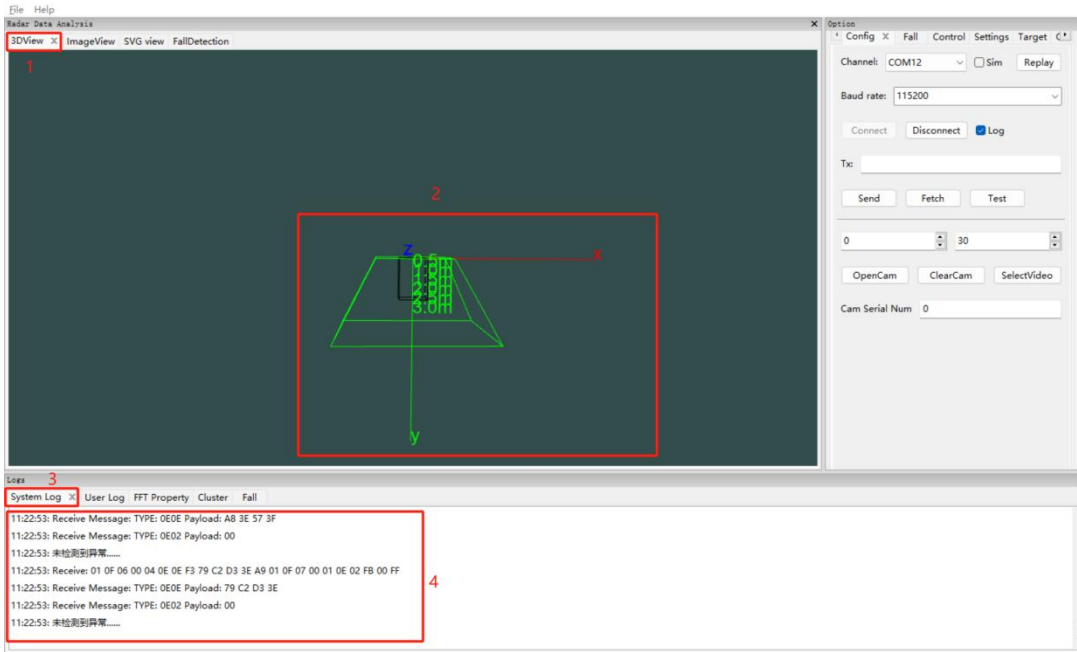 File Help
Radar Data Analysis
3DView ImageView SVG view FallDetection
1
2
z
x
0.5m
3.0m
y
Option
Config Fall Control Settings Target
Channel: COM12 Sim Replay
Baud rate: 115200
Connect Disconnect Log
Tx:
Send Fetch Test
0 30
OpenCam ClearCam SelectVideo
Cam Serial Num 0
Logs
3
System Log User Log FFT Property Cluster Fall
11:22:53: Receive Message: TYPE: 0E0E Payload: A8 3E 57 3F
11:22:53: Receive Message: TYPE: 0E02 Payload: 00
11:22:53: 未检测到异常......
11:22:53: Receive: 01 0F 06 00 04 0E 0E F3 79 C2 D3 3E A9 01 0F 07 00 01 0E 02 FB 00 FF
11:22:53: Receive Message: TYPE: 0E0E Payload: 79 C2 D3 3E
11:22:53: Receive Message: TYPE: 0E02 Payload: 00
11:22:53: 未检测到异常......
4